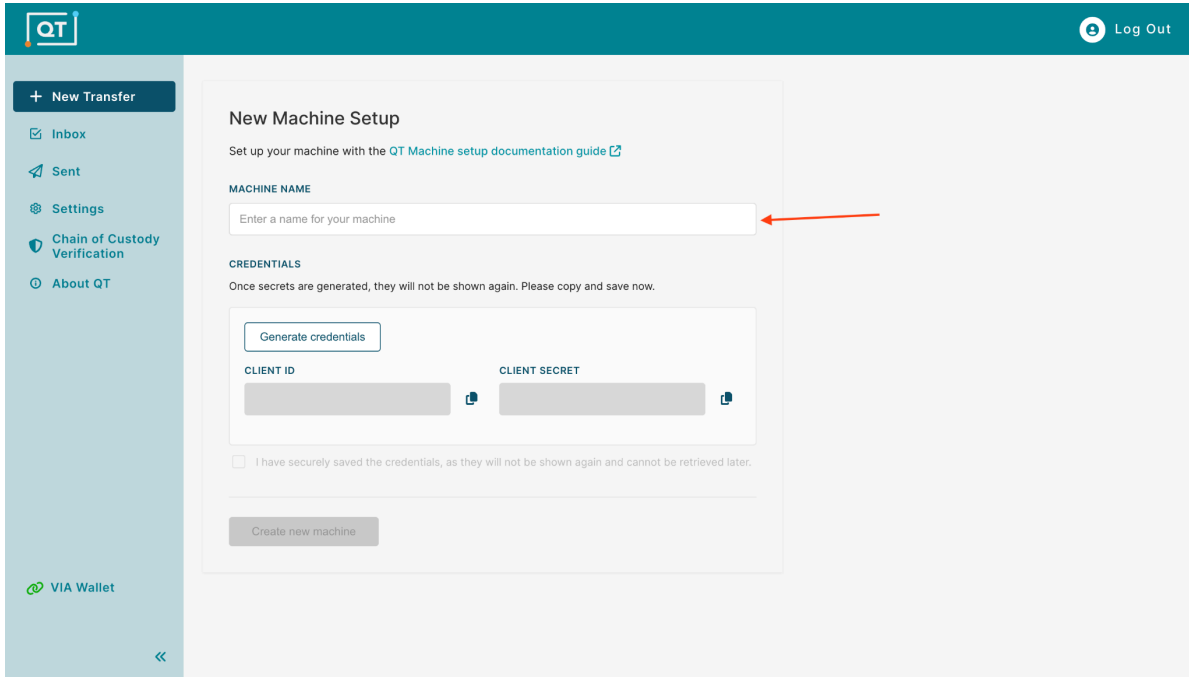 QT
Log Out
New Transfer
Inbox
Sent
Settings
Chain of Custody
Verification
About QT
VIA Wallet
New Machine Setup
Set up your machine with the QT Machine setup documentation guide
MACHINE NAME
Enter a name for your machine
CREDENTIALS
Once secrets are generated, they will not be shown again. Please copy and save now.
Generate credentials
CLIENT ID
CLIENT SECRET
I have securely saved the credentials, as they will not be shown again and cannot be retrieved later.
Create new machine